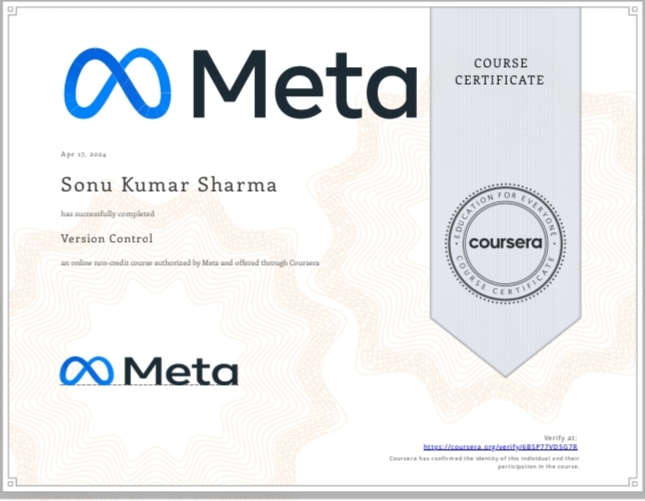 Meta
COURSE
CERTIFICATE
Apr 17, 2024
Sonu Kumar Sharma
has successfully completed
Version Control
an online non-credit course authorized by Meta and offered through Coursera
EDUCATION FOR EVERYONE
coursera
COURSE CERTIFICATE
Meta
Verify at:
https://coursera.org/verify/6B5P77VD5G7R
Coursera has confirmed the identity of this individual and their
participation in the course.